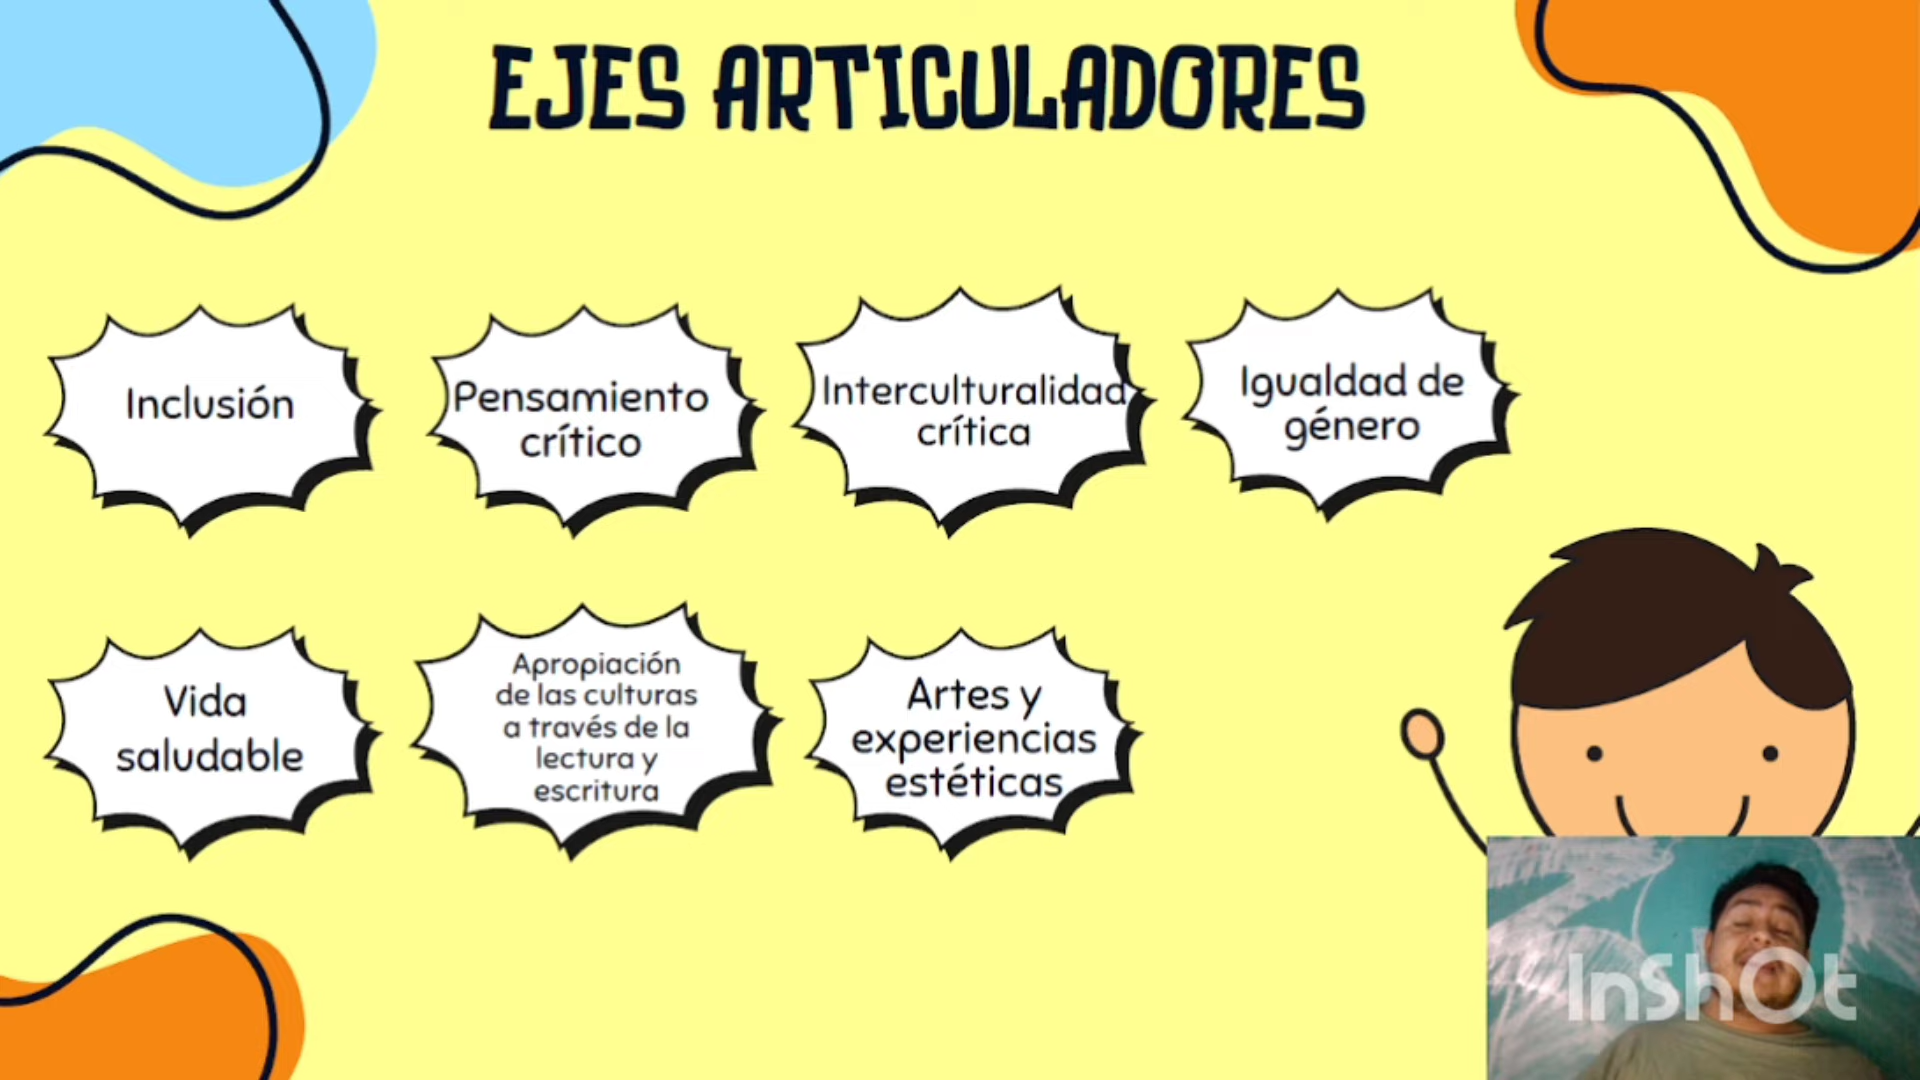 EJES ARTICULADORES
Inclusión
Pensamiento
crítico
Interculturalidad
crítica
Igualdad de
género
Vida
saludable
Apropiación
de las culturas
a través de la
lectura y
escritura
Artes y
experiencias
estéticas
InShOt